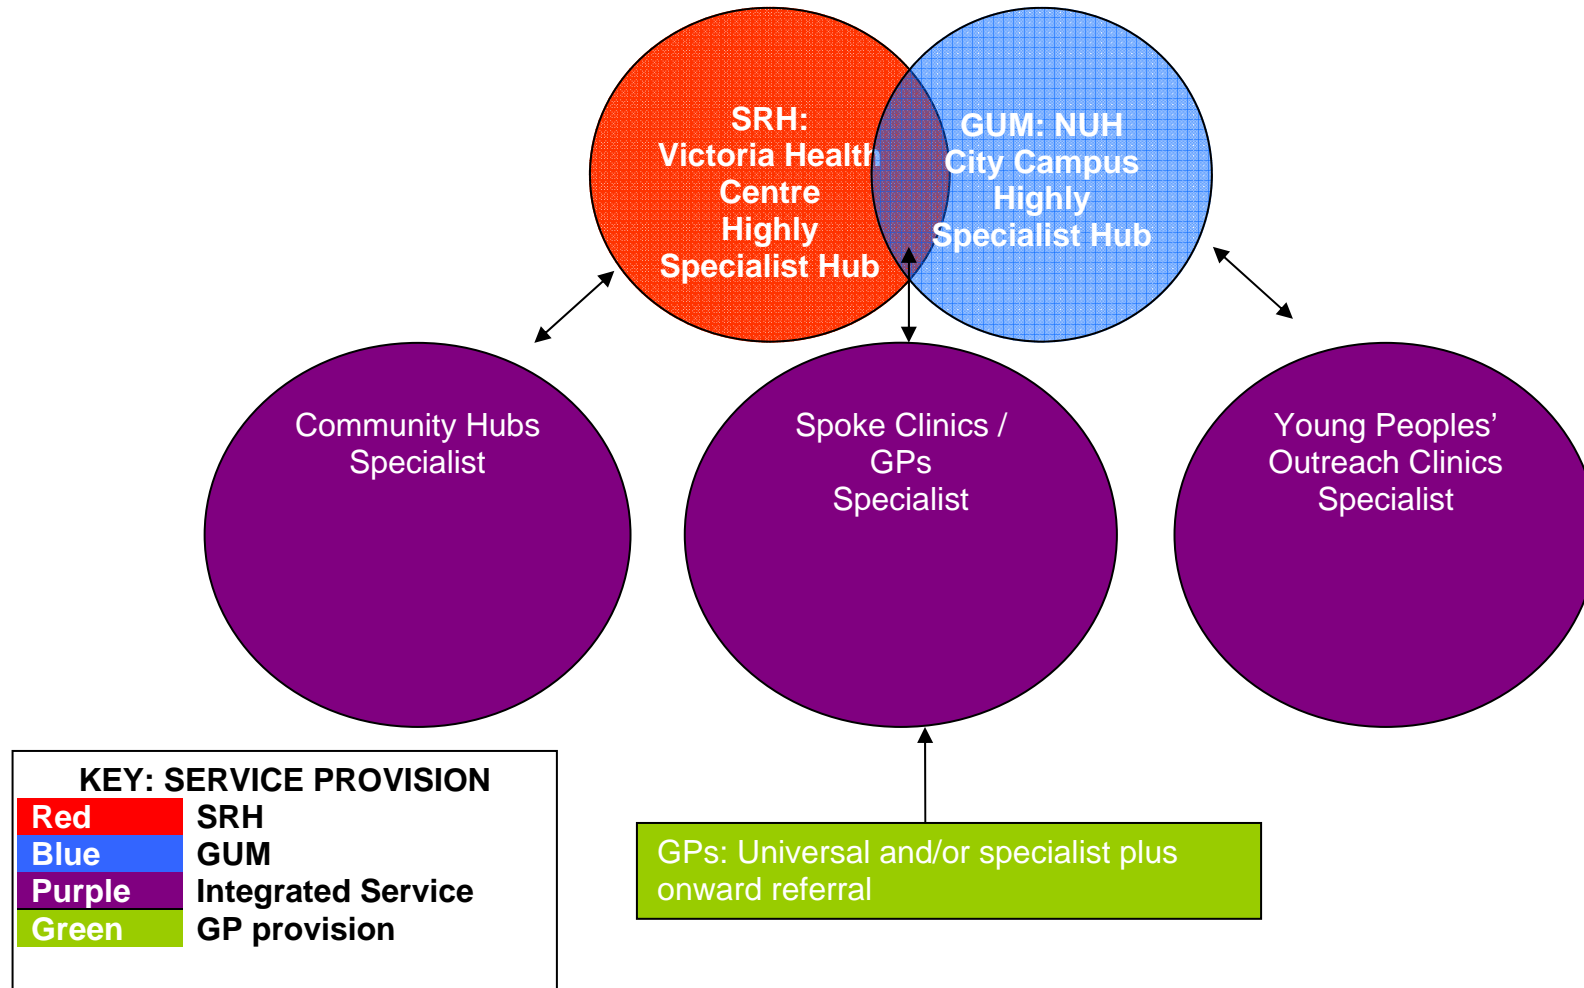 SRH:
Victoria Health
Centre
Highly
Specialist Hub
GUM: NUH
City Campus
Highly
Specialist Hub
Community Hubs
Specialist
Spoke Clinics /
GPs
Specialist
Young Peoples’
Outreach Clinics
Specialist
KEY: SERVICE PROVISION
Red SRH
Blue GUM
Purple Integrated Service
Green GP provision
GPs: Universal and/or specialist plus
onward referral